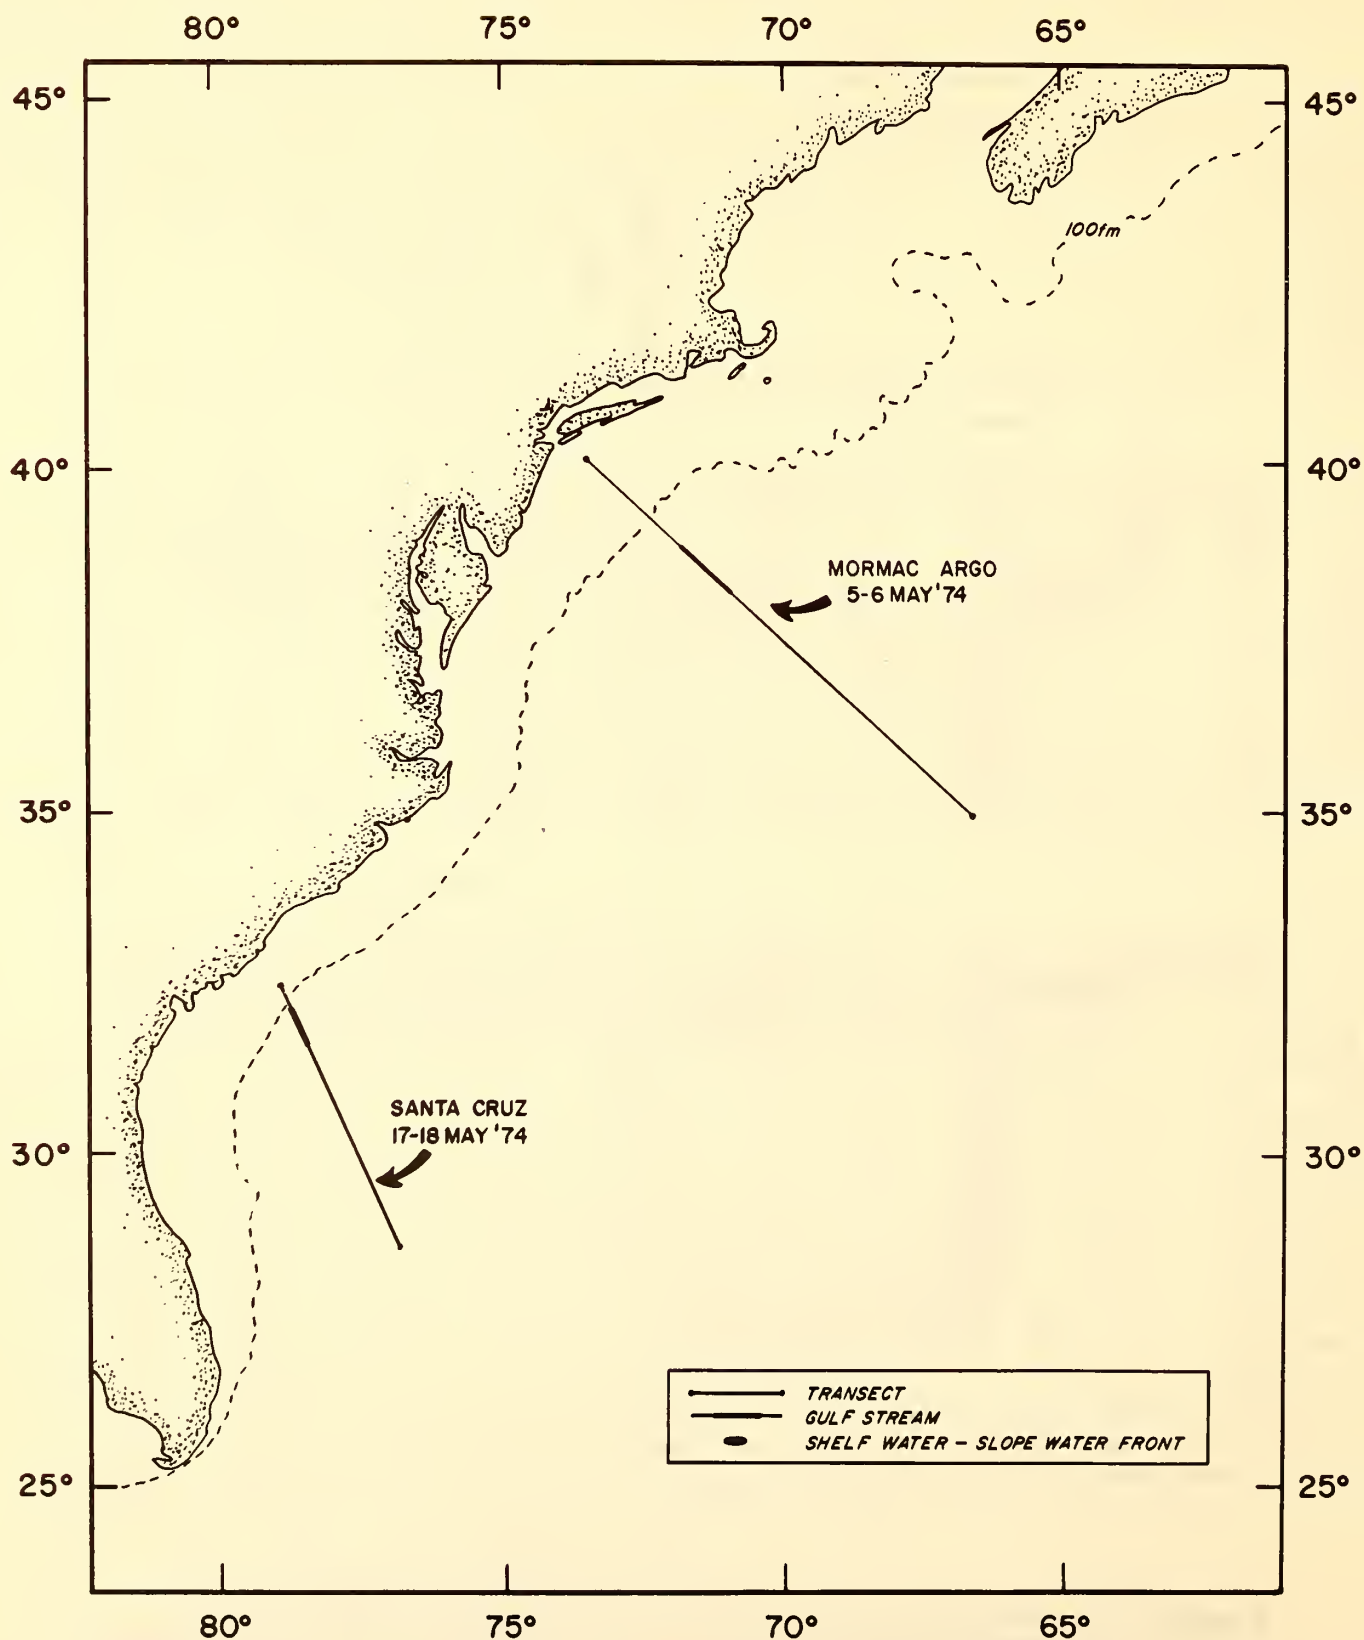 80° 75° 70° 65°
45° 45°
100fm
40° 40°
MORMAC ARGO
5-6 MAY '74
35° 35°
SANTA CRUZ
17-18 MAY '74
30° 30°
TRANSECT
GULF STREAM
SHELF WATER - SLOPE WATER FRONT
25° 25°
80° 75° 70° 65°